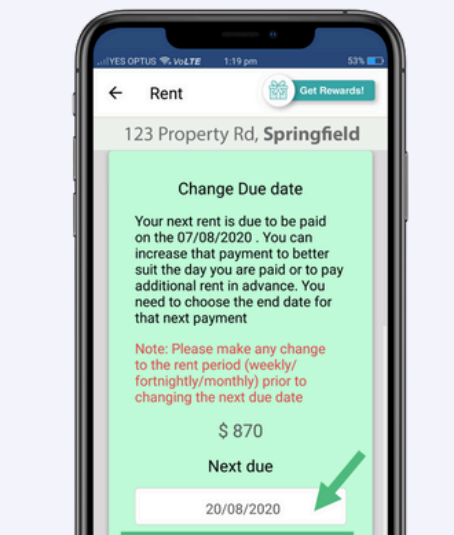 YES OPTUS VoLTE 1:19 pm 53%
Rent Get Rewards!
123 Property Rd, Springfield
Change Due date
Your next rent is due to be paid
on the 07/08/2020 . You can
increase that payment to better
suit the day you are paid or to pay
additional rent in advance. You
need to choose the end date for
that next payment
Note: Please make any change
to the rent period (weekly/
fortnightly/monthly) prior to
changing the next due date
$ 870
Next due
20/08/2020